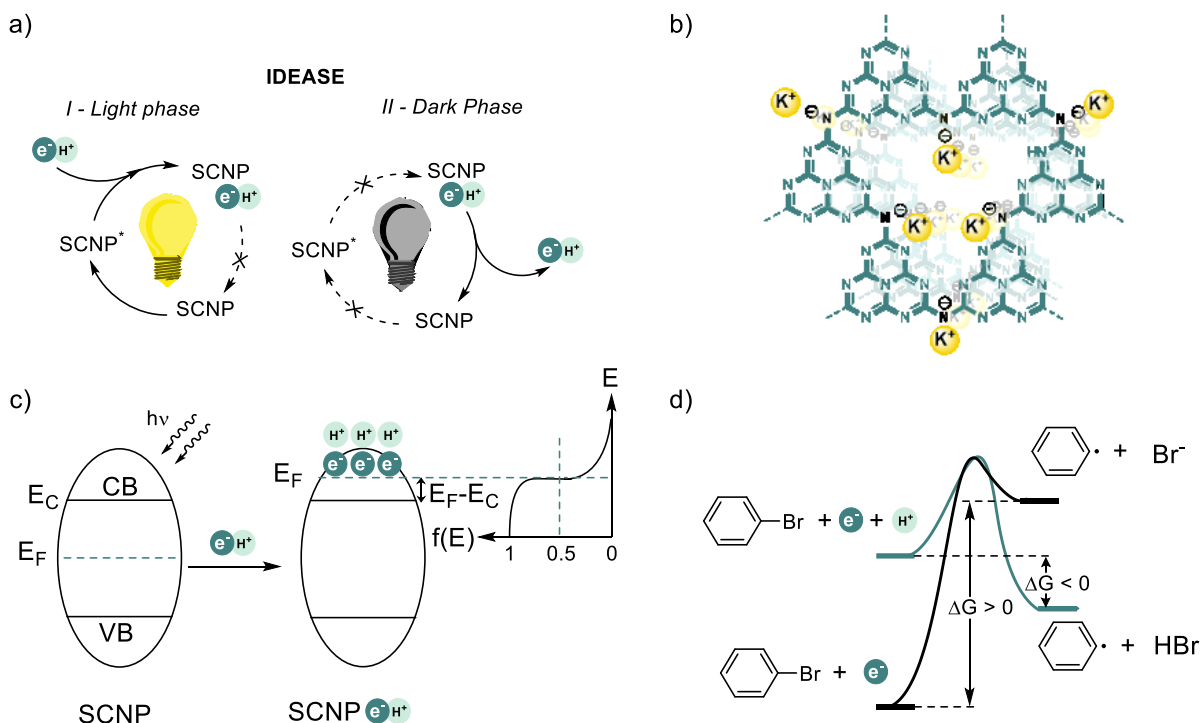 a)
IDEASE
I - Light phase
II - Dark Phase
e⁻ H⁺
SCNP
e⁻ H⁺
SCNP*
SCNP
SCNP
e⁻ H⁺
SCNP*
e⁻ H⁺
SCNP
b)
K⁺
K⁺
K⁺
K⁺
K⁺
K⁺
N
HN
c)
hν
E_C
CB
E_F
VB
SCNP
e⁻ H⁺
H⁺ H⁺ H⁺
e⁻ e⁻ e⁻
E_F
E_F-E_C
SCNP e⁻ H⁺
E
f(E)
1 0.5 0
d)
Br + e⁻ + H⁺
Br + e⁻
ΔG > 0
ΔG < 0
· + Br⁻
· + HBr